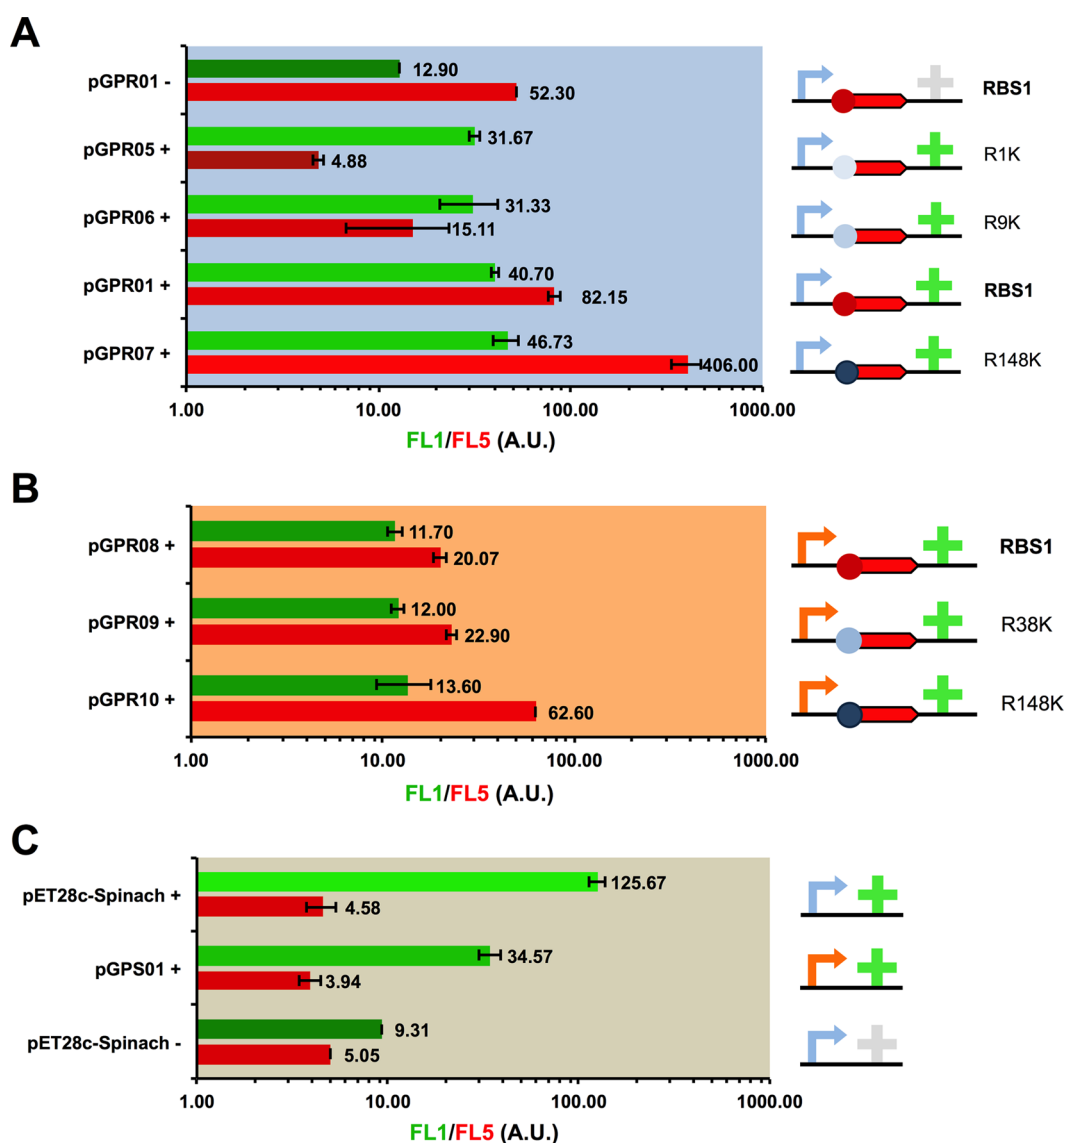 A
pGPR01 -
12.90
52.30
RBS1
pGPR05 +
31.67
4.88
R1K
pGPR06 +
31.33
15.11
R9K
pGPR01 +
40.70
82.15
RBS1
pGPR07 +
46.73
406.00
R148K
1.00 10.00 100.00 1000.00
FL1/FL5 (A.U.)
B
pGPR08 +
11.70
20.07
RBS1
pGPR09 +
12.00
22.90
R38K
pGPR10 +
13.60
62.60
R148K
1.00 10.00 100.00 1000.00
FL1/FL5 (A.U.)
C
pET28c-Spinach +
125.67
4.58
pGPS01 +
34.57
3.94
pET28c-Spinach -
9.31
5.05
1.00 10.00 100.00 1000.00
FL1/FL5 (A.U.)